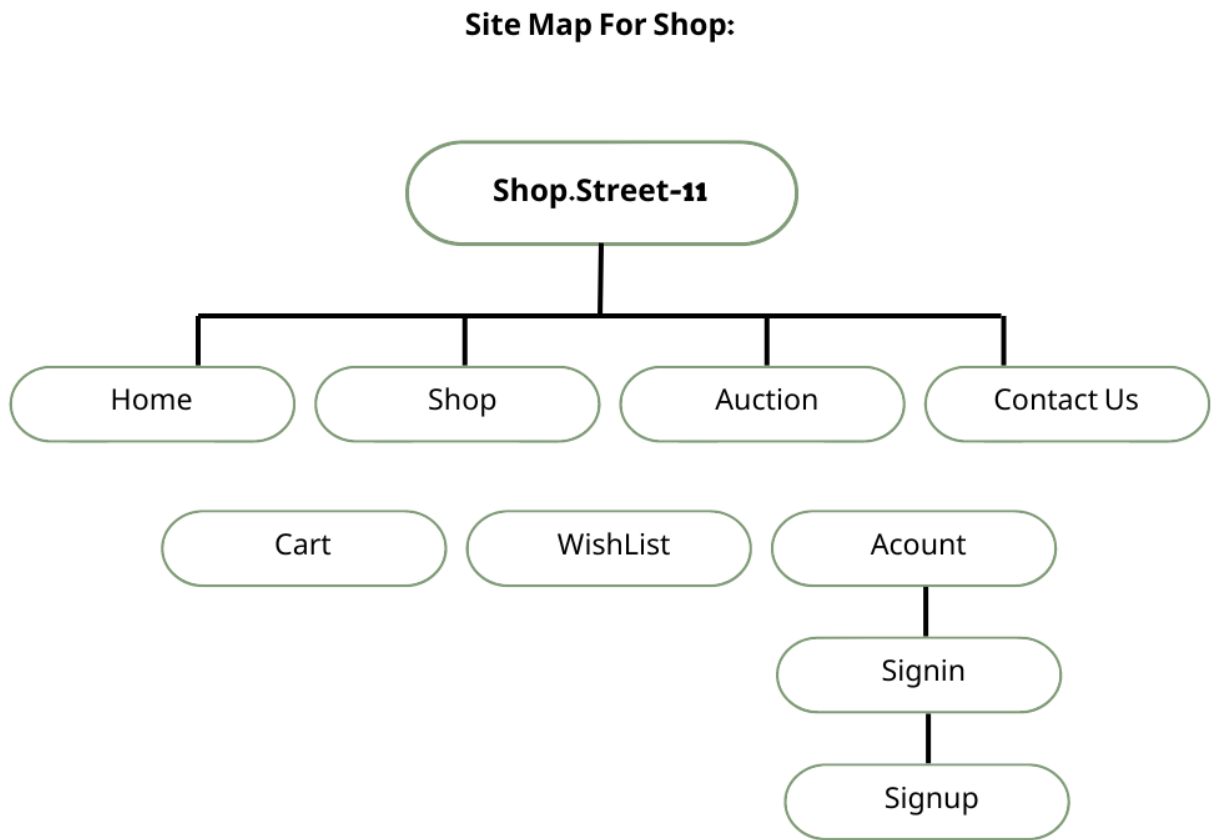 Site Map For Shop:
Shop.Street-11
Home
Shop
Auction
Contact Us
Cart
WishList
Acount
Signin
Signup